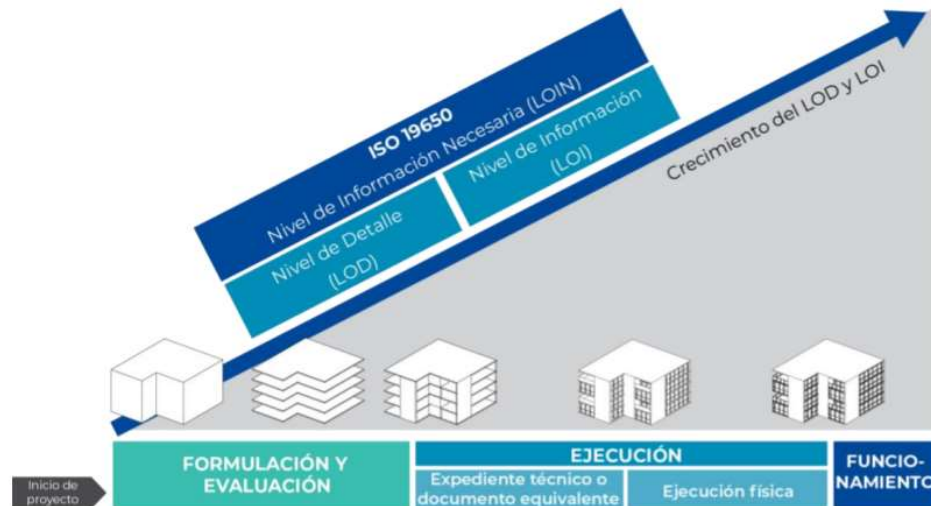 ISO 19650
Nivel de Información Necesaria (LOIN)
Nivel de Detalle
(LOD)
Nivel de Información
(LOI)
Crecimiento del LOD y LOI
Inicio de
proyecto
FORMULACIÓN Y
EVALUACIÓN
EJECUCIÓN
Expediente técnico o
documento equivalente
Ejecución física
FUNCIO-
NAMIENTO